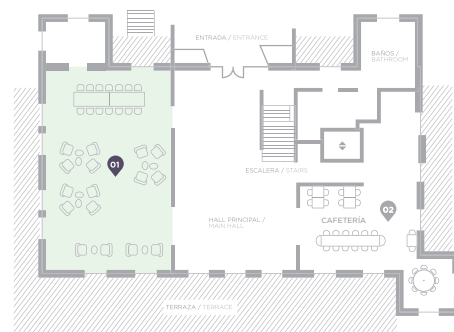 ENTRADA / ENTRANCE
BAÑOS /
BATHROOM
01
ESCALERA / STAIRS
HALL PRINCIPAL /
MAIN HALL
CAFETERÍA
02
TERRAZA / TERRACE